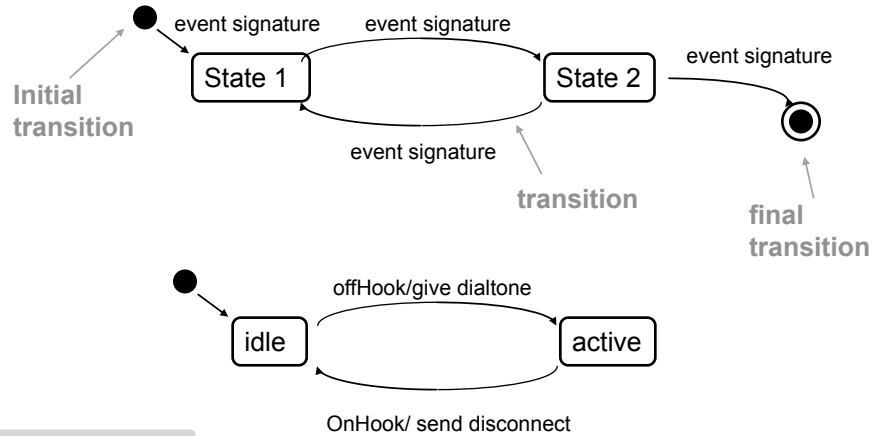 event signature
event signature
event signature
State 1
State 2
Initial
transition
event signature
transition
final
transition
offHook/give dialtone
idle
active
OnHook/ send disconnect